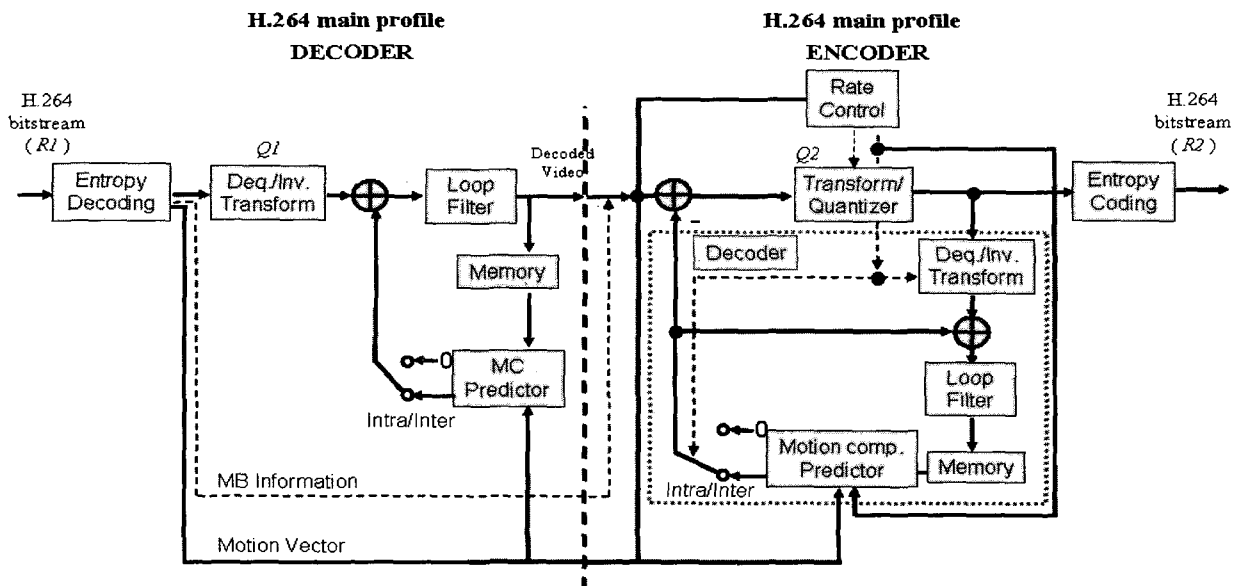 H.264 main profile
DECODER
H.264 main profile
ENCODER
H.264
bitstream
(R1)
Entropy
Decoding
Q1
Deq./Inv.
Transform
Loop
Filter
Decoded
Video
Memory
0
MC
Predictor
Intra/Inter
MB Information
Motion Vector
Rate
Control
Q2
Transform/
Quantizer
H.264
bitstream
(R2)
Entropy
Coding
–
Decoder
Deq./Inv.
Transform
Loop
Filter
0
Motion comp.
Predictor
Memory
Intra/Inter